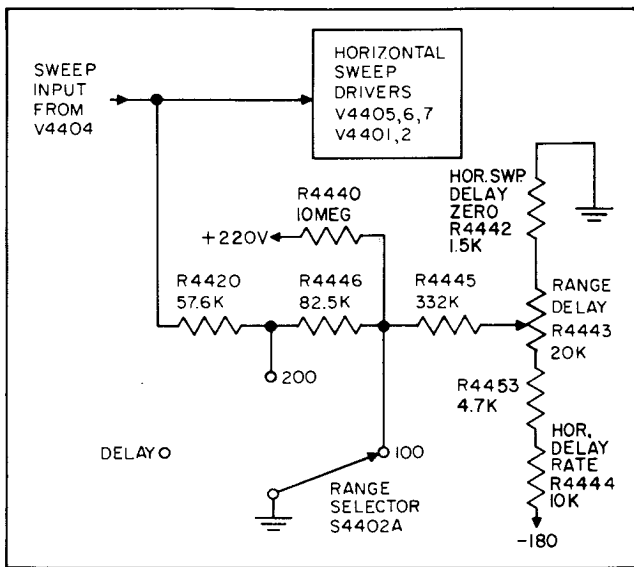 SWEEP
INPUT
FROM
V4404
HORIZONTAL
SWEEP
DRIVERS
V4405,6,7
V4401,2
HOR. SWP.
DELAY
ZERO
R4442
1.5K
R4440
10MEG
+220V
R4420
57.6K
R4446
82.5K
R4445
332K
RANGE
DELAY
R4443
20K
200
R4453
4.7K
DELAY
100
HOR.
DELAY
RATE
R4444
10K
RANGE
SELECTOR
S4402A
-180